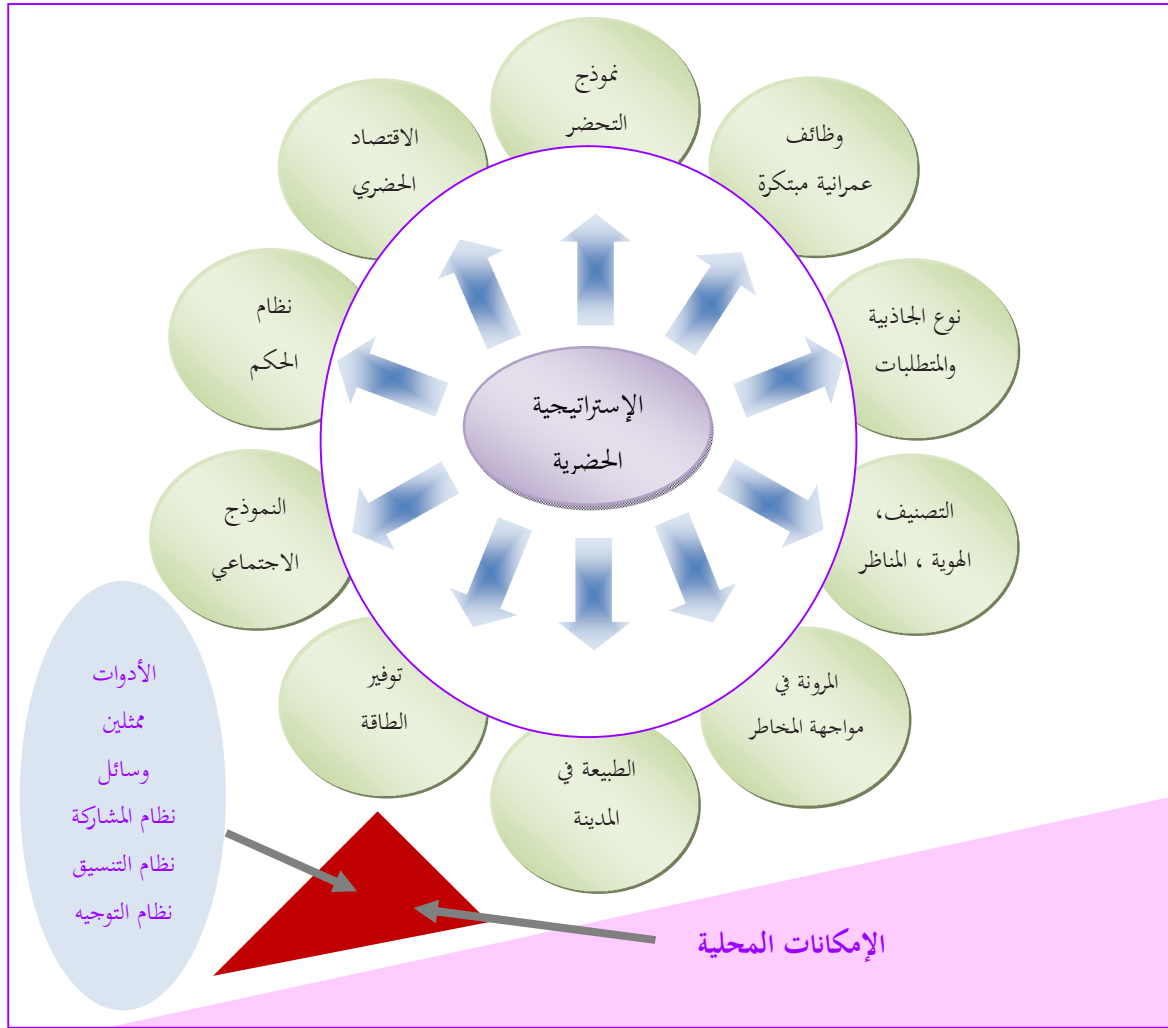 نموذج
التحضر
وظائف
عمرانية مبتكرة
نوع الجاذبية
والمتطلبات
التصنيف،
الهوية ، المناظر
المرونة في
مواجهة المخاطر
الطبيعة في
المدينة
توفير
الطاقة
النموذج
الاجتماعي
نظام
الحكم
الاقتصاد
الحضري
الإستراتيجية
الحضرية
الأدوات
ممثلين
وسائل
نظام المشاركة
نظام التنسيق
نظام التوجيه
الإمكانات المحلية